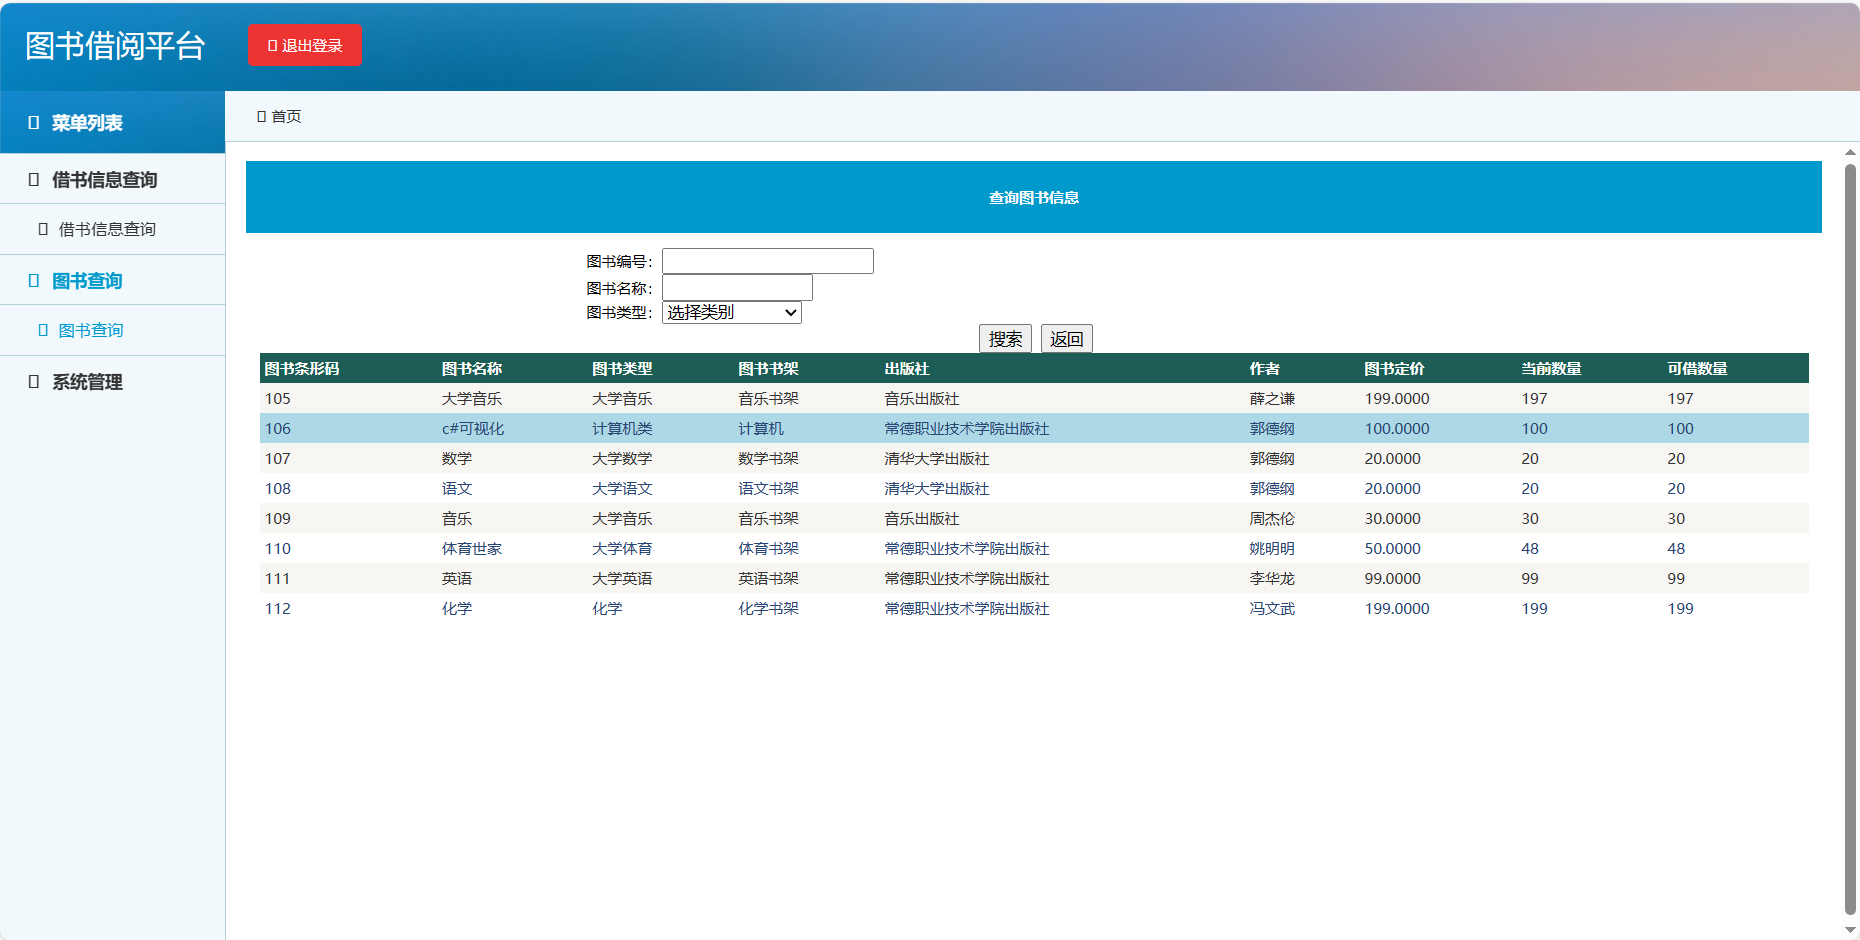 图书借阅平台
退出登录
菜单列表
首页
借书信息查询
借书信息查询
图书查询
图书查询
系统管理
查询图书信息
图书编号：
图书名称：
图书类型： 选择类别
搜索 返回
图书条形码 图书名称 图书类型 图书书架 出版社 作者 图书定价 当前数量 可借数量
105 大学音乐 大学音乐 音乐书架 音乐出版社 薛之谦 199.0000 197 197
106 c#可视化 计算机类 计算机 常德职业技术学院出版社 郭德纲 100.0000 100 100
107 数学 大学数学 数学书架 清华大学出版社 郭德纲 20.0000 20 20
108 语文 大学语文 语文书架 清华大学出版社 郭德纲 20.0000 20 20
109 音乐 大学音乐 音乐书架 音乐出版社 周杰伦 30.0000 30 30
110 体育世家 大学体育 体育书架 常德职业技术学院出版社 姚明明 50.0000 48 48
111 英语 大学英语 英语书架 常德职业技术学院出版社 李华龙 99.0000 99 99
112 化学 化学 化学书架 常德职业技术学院出版社 冯文武 199.0000 199 199